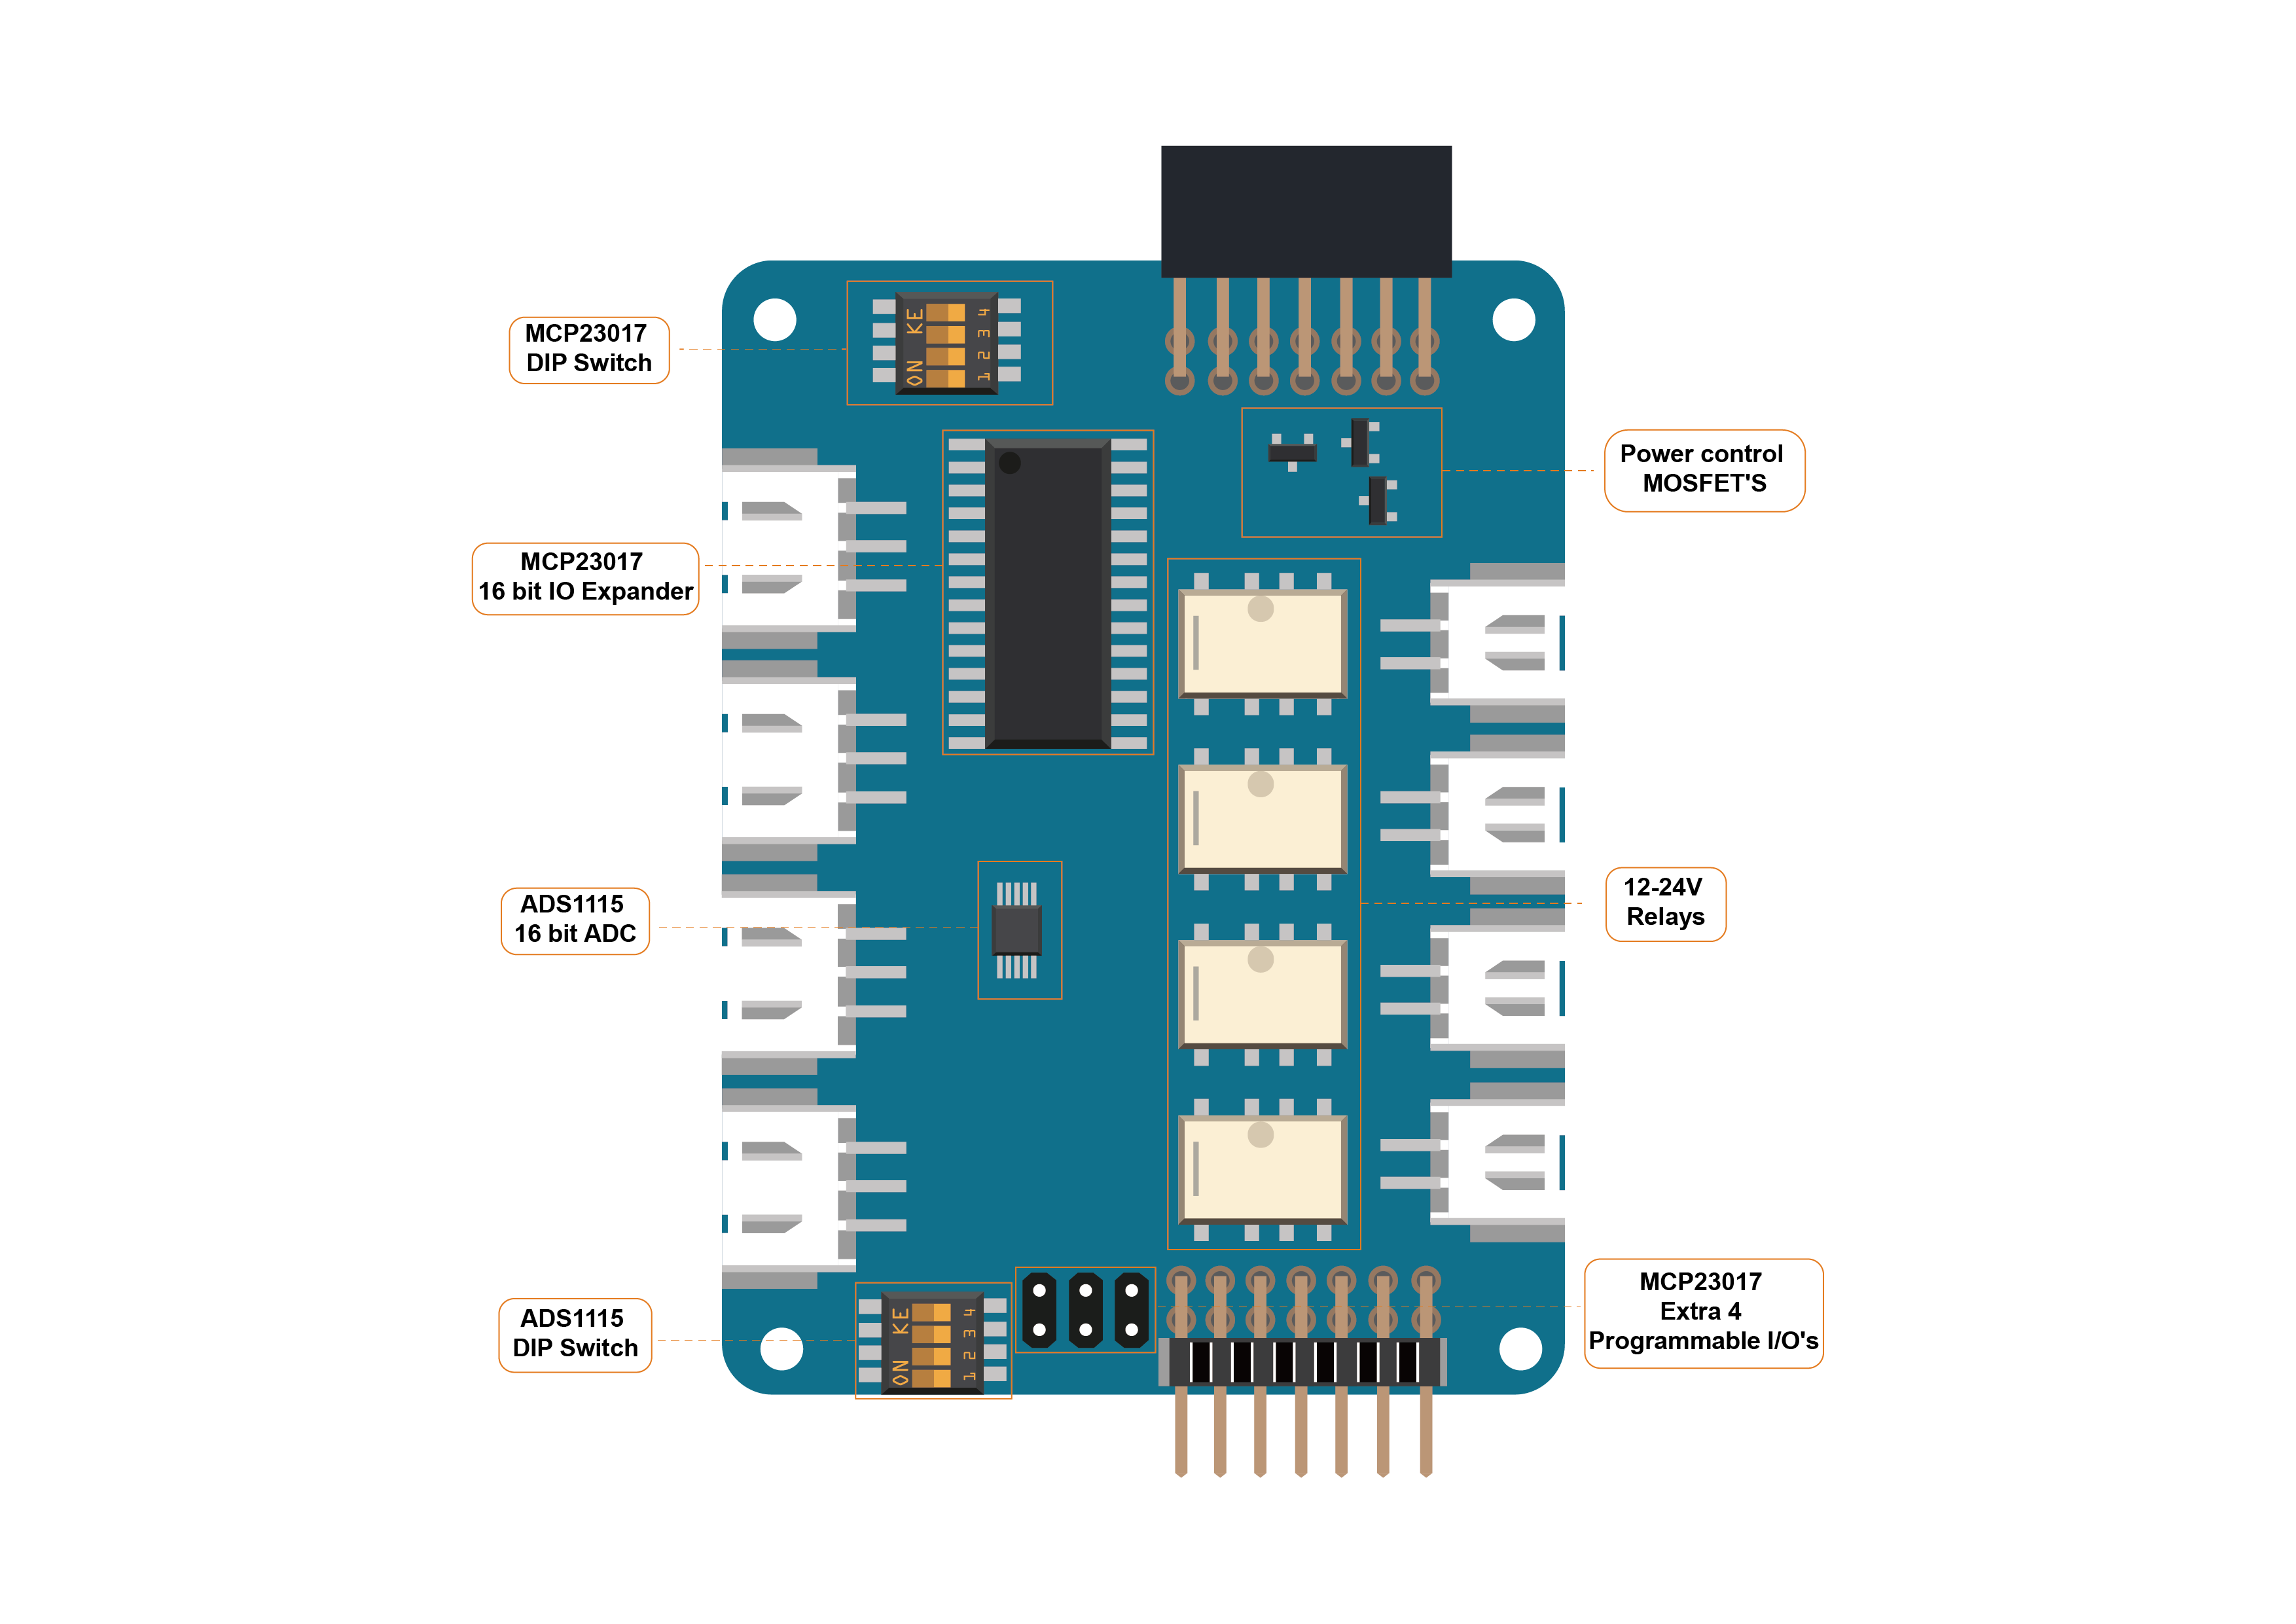 MCP23017
DIP Switch
ON KE
1 2 3 4
Power control
MOSFET'S
MCP23017
16 bit IO Expander
ADS1115
16 bit ADC
12-24V
Relays
MCP23017
Extra 4
Programmable I/O's
ADS1115
DIP Switch
ON KE
1 2 3 4